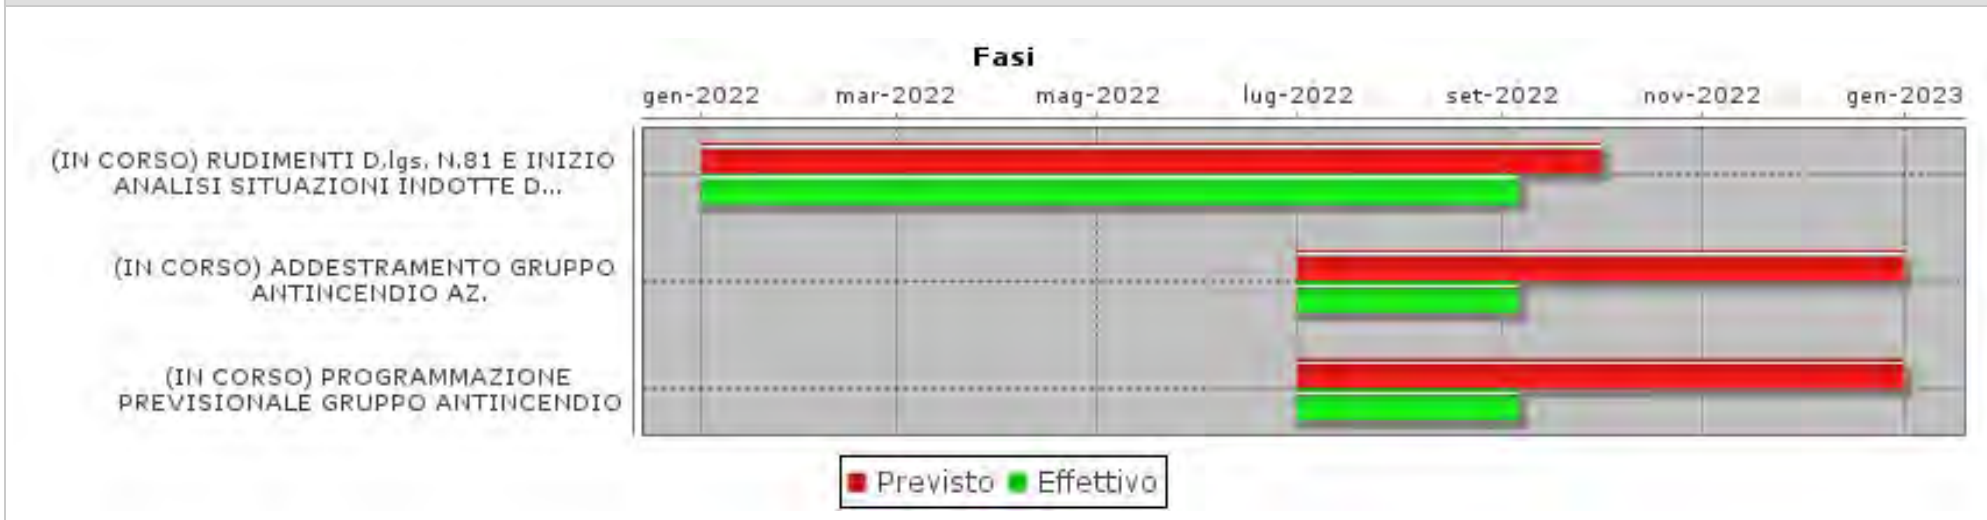 Fasi
gen-2022 mar-2022 mag-2022 lug-2022 set-2022 nov-2022 gen-2023
(IN CORSO) RUDIMENTI D.lgs. N.81 E INIZIO
ANALISI SITUAZIONI INDOTTE D...
(IN CORSO) ADDESTRAMENTO GRUPPO
ANTINCENDIO AZ.
(IN CORSO) PROGRAMMAZIONE
PREVISIONALE GRUPPO ANTINCENDIO
Previsto Effettivo